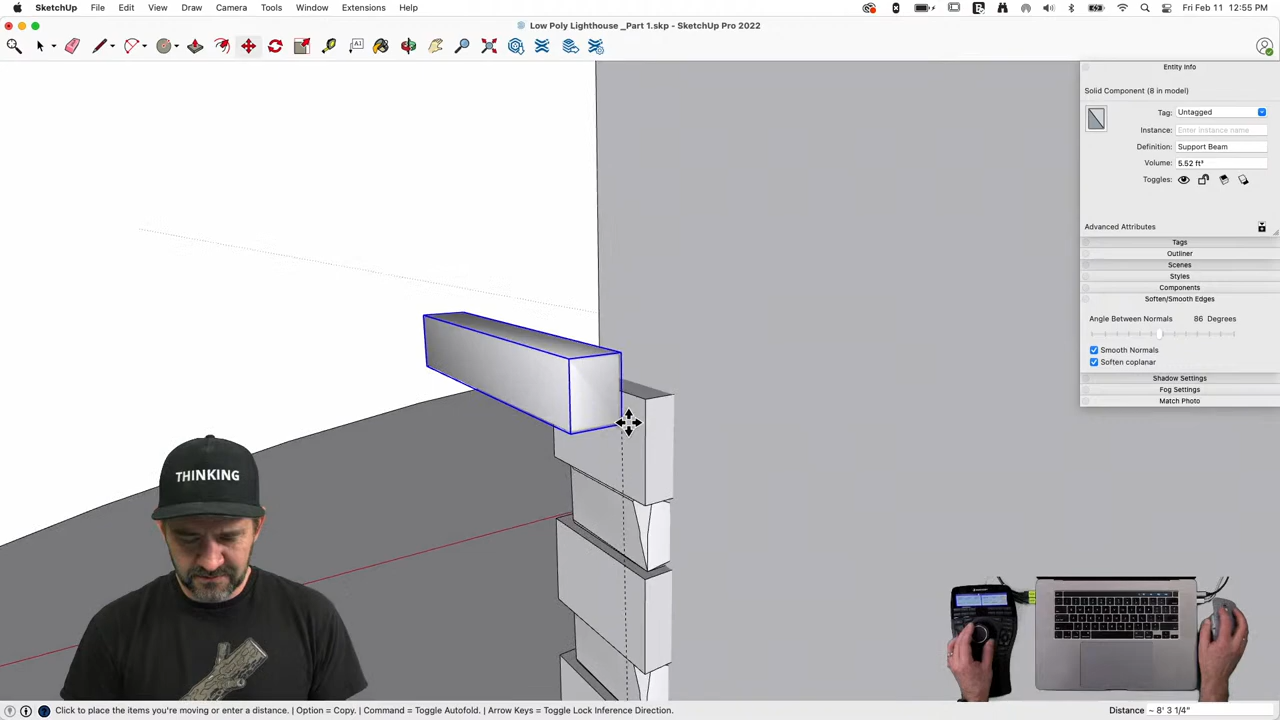 SketchUp File Edit View Draw Camera Tools Window Extensions Help Fri Feb 11 12:55 PM
Low Poly Lighthouse _Part 1.skp - SketchUp Pro 2022
Entity Info
Solid Component (8 in model)
Tag: Untagged
Instance: Enter instance name
Definition: Support Beam
Volume: 5.52 ft³
Toggles:
Advanced Attributes
Tags
Outliner
Scenes
Styles
Components
Soften/Smooth Edges
Angle Between Normals 86 Degrees
Smooth Normals
Soften coplanar
Shadow Settings
Fog Settings
Match Photo
THINKING
Click to place the items you're moving or enter a distance. | Option = Copy. | Command = Toggle Autofold. | Arrow Keys = Toggle Lock Inference Direction. Distance ~ 8' 3 1/4"